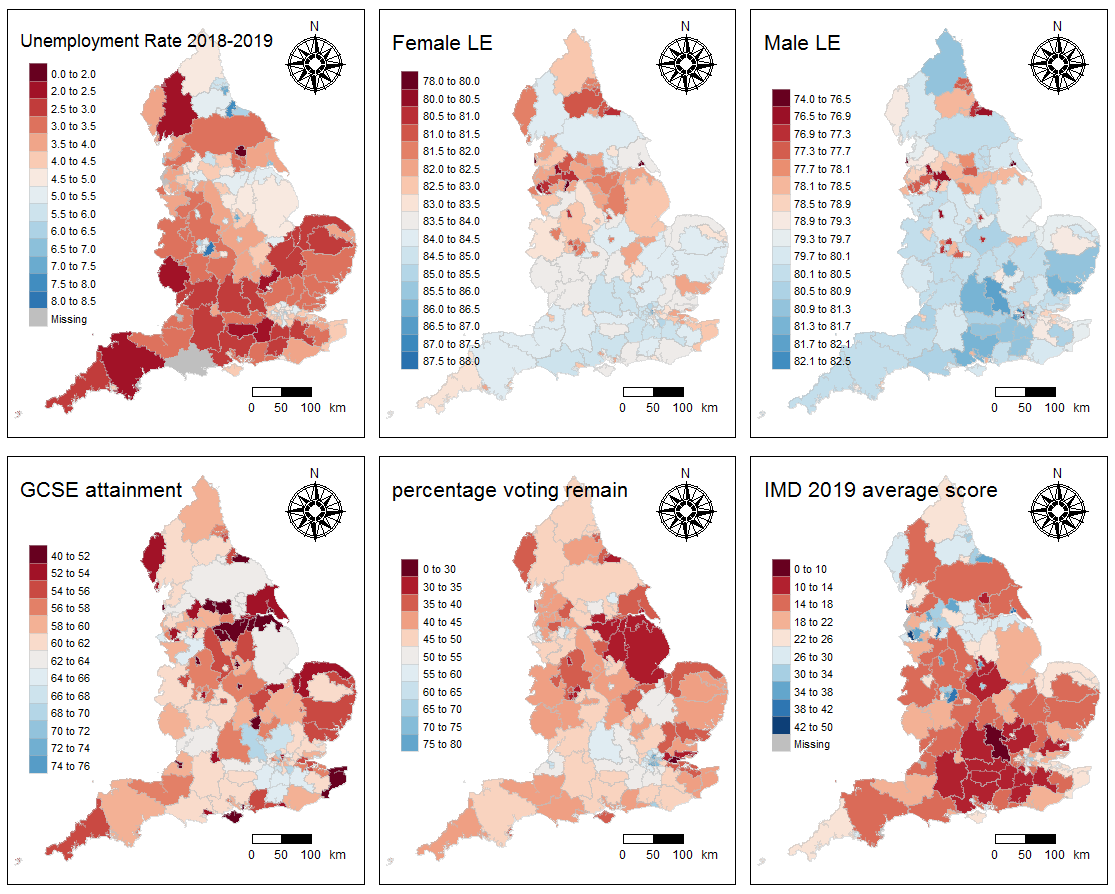 Unemployment Rate 2018-2019
N
0.0 to 2.0
2.0 to 2.5
2.5 to 3.0
3.0 to 3.5
3.5 to 4.0
4.0 to 4.5
4.5 to 5.0
5.0 to 5.5
5.5 to 6.0
6.0 to 6.5
6.5 to 7.0
7.0 to 7.5
7.5 to 8.0
8.0 to 8.5
Missing
0 50 100 km
Female LE
N
78.0 to 80.0
80.0 to 80.5
80.5 to 81.0
81.0 to 81.5
81.5 to 82.0
82.0 to 82.5
82.5 to 83.0
83.0 to 83.5
83.5 to 84.0
84.0 to 84.5
84.5 to 85.0
85.0 to 85.5
85.5 to 86.0
86.0 to 86.5
86.5 to 87.0
87.0 to 87.5
87.5 to 88.0
0 50 100 km
Male LE
N
74.0 to 76.5
76.5 to 76.9
76.9 to 77.3
77.3 to 77.7
77.7 to 78.1
78.1 to 78.5
78.5 to 78.9
78.9 to 79.3
79.3 to 79.7
79.7 to 80.1
80.1 to 80.5
80.5 to 80.9
80.9 to 81.3
81.3 to 81.7
81.7 to 82.1
82.1 to 82.5
0 50 100 km
GCSE attainment
N
40 to 52
52 to 54
54 to 56
56 to 58
58 to 60
60 to 62
62 to 64
64 to 66
66 to 68
68 to 70
70 to 72
72 to 74
74 to 76
0 50 100 km
percentage voting remain
N
0 to 30
30 to 35
35 to 40
40 to 45
45 to 50
50 to 55
55 to 60
60 to 65
65 to 70
70 to 75
75 to 80
0 50 100 km
IMD 2019 average score
N
0 to 10
10 to 14
14 to 18
18 to 22
22 to 26
26 to 30
30 to 34
34 to 38
38 to 42
42 to 50
Missing
0 50 100 km